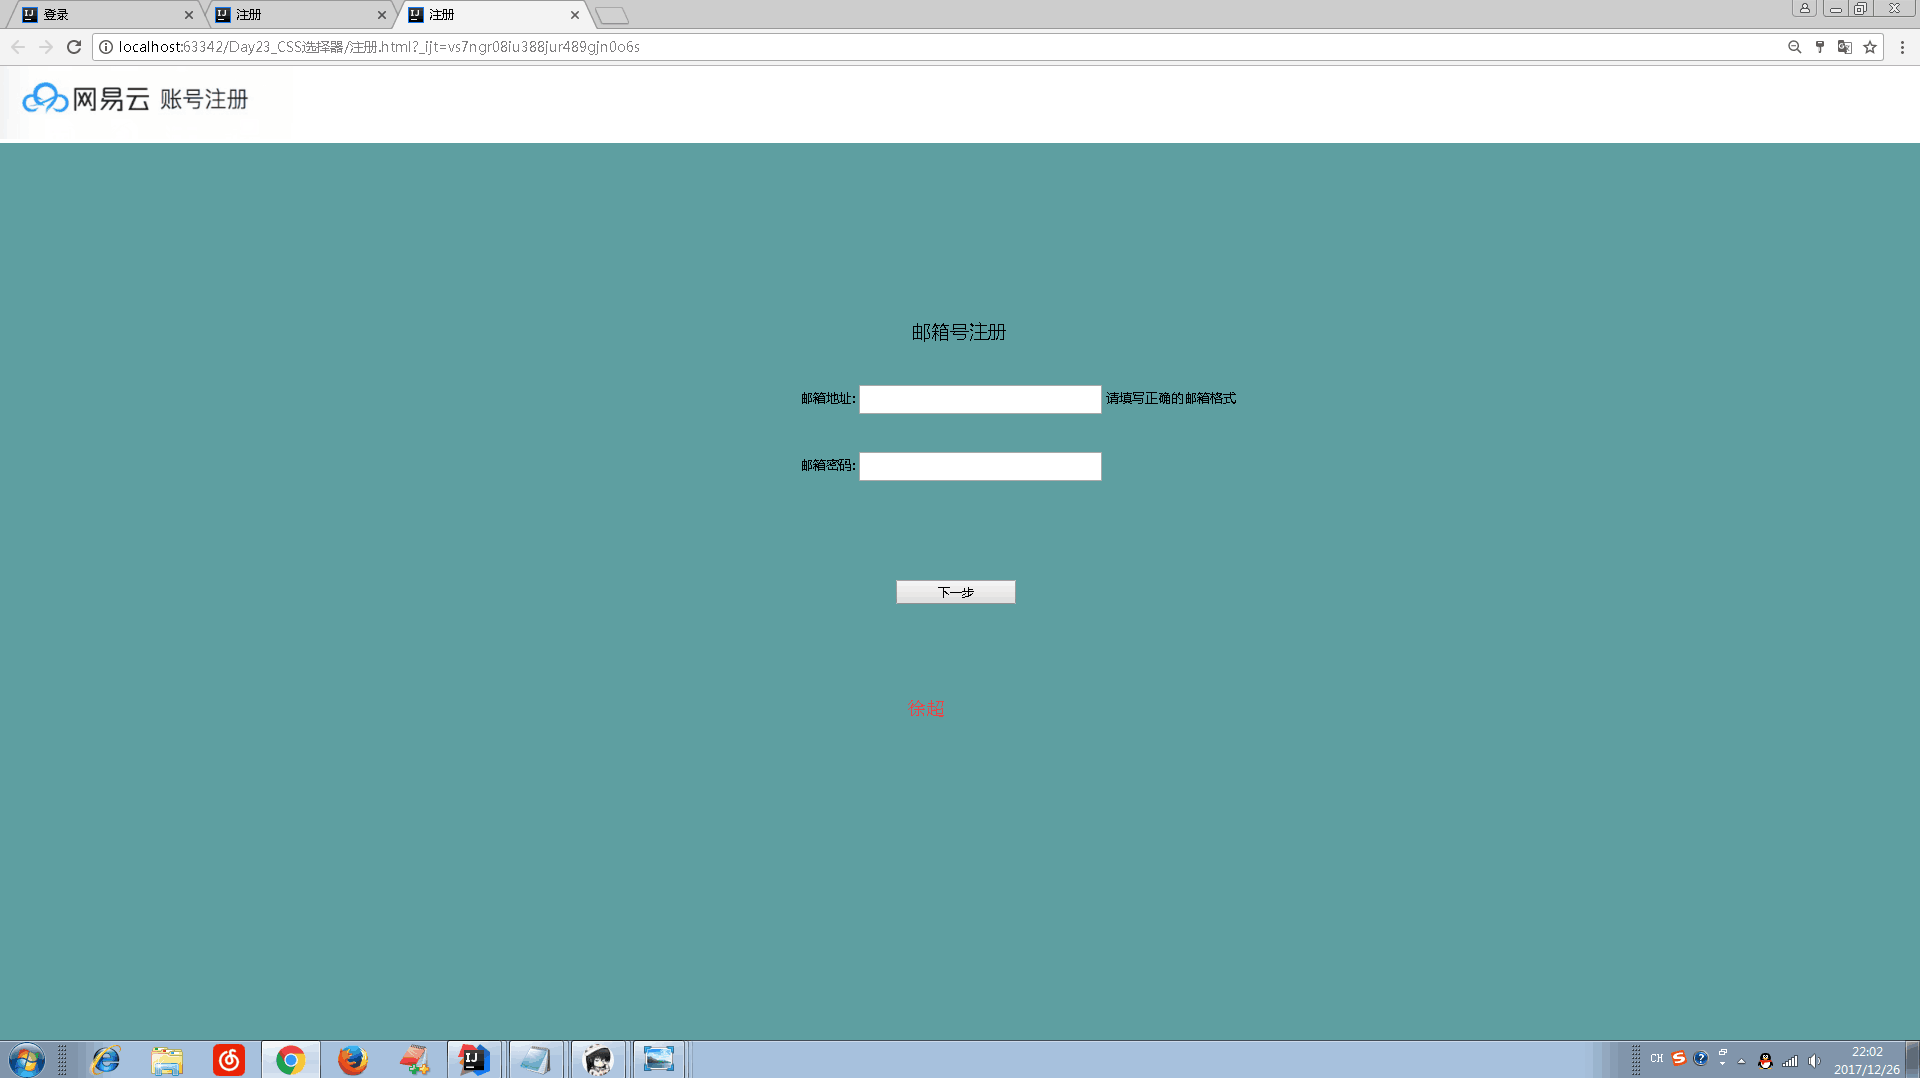 登录
注册
注册
localhost:63342/Day23_CSS选择器/注册.html?_ijt=vs7ngr08iu388jur489gjn0o6s
网易云 账号注册
邮箱号注册
邮箱地址: 请填写正确的邮箱格式
邮箱密码:
下一步
徐超
CH
22:02
2017/12/26